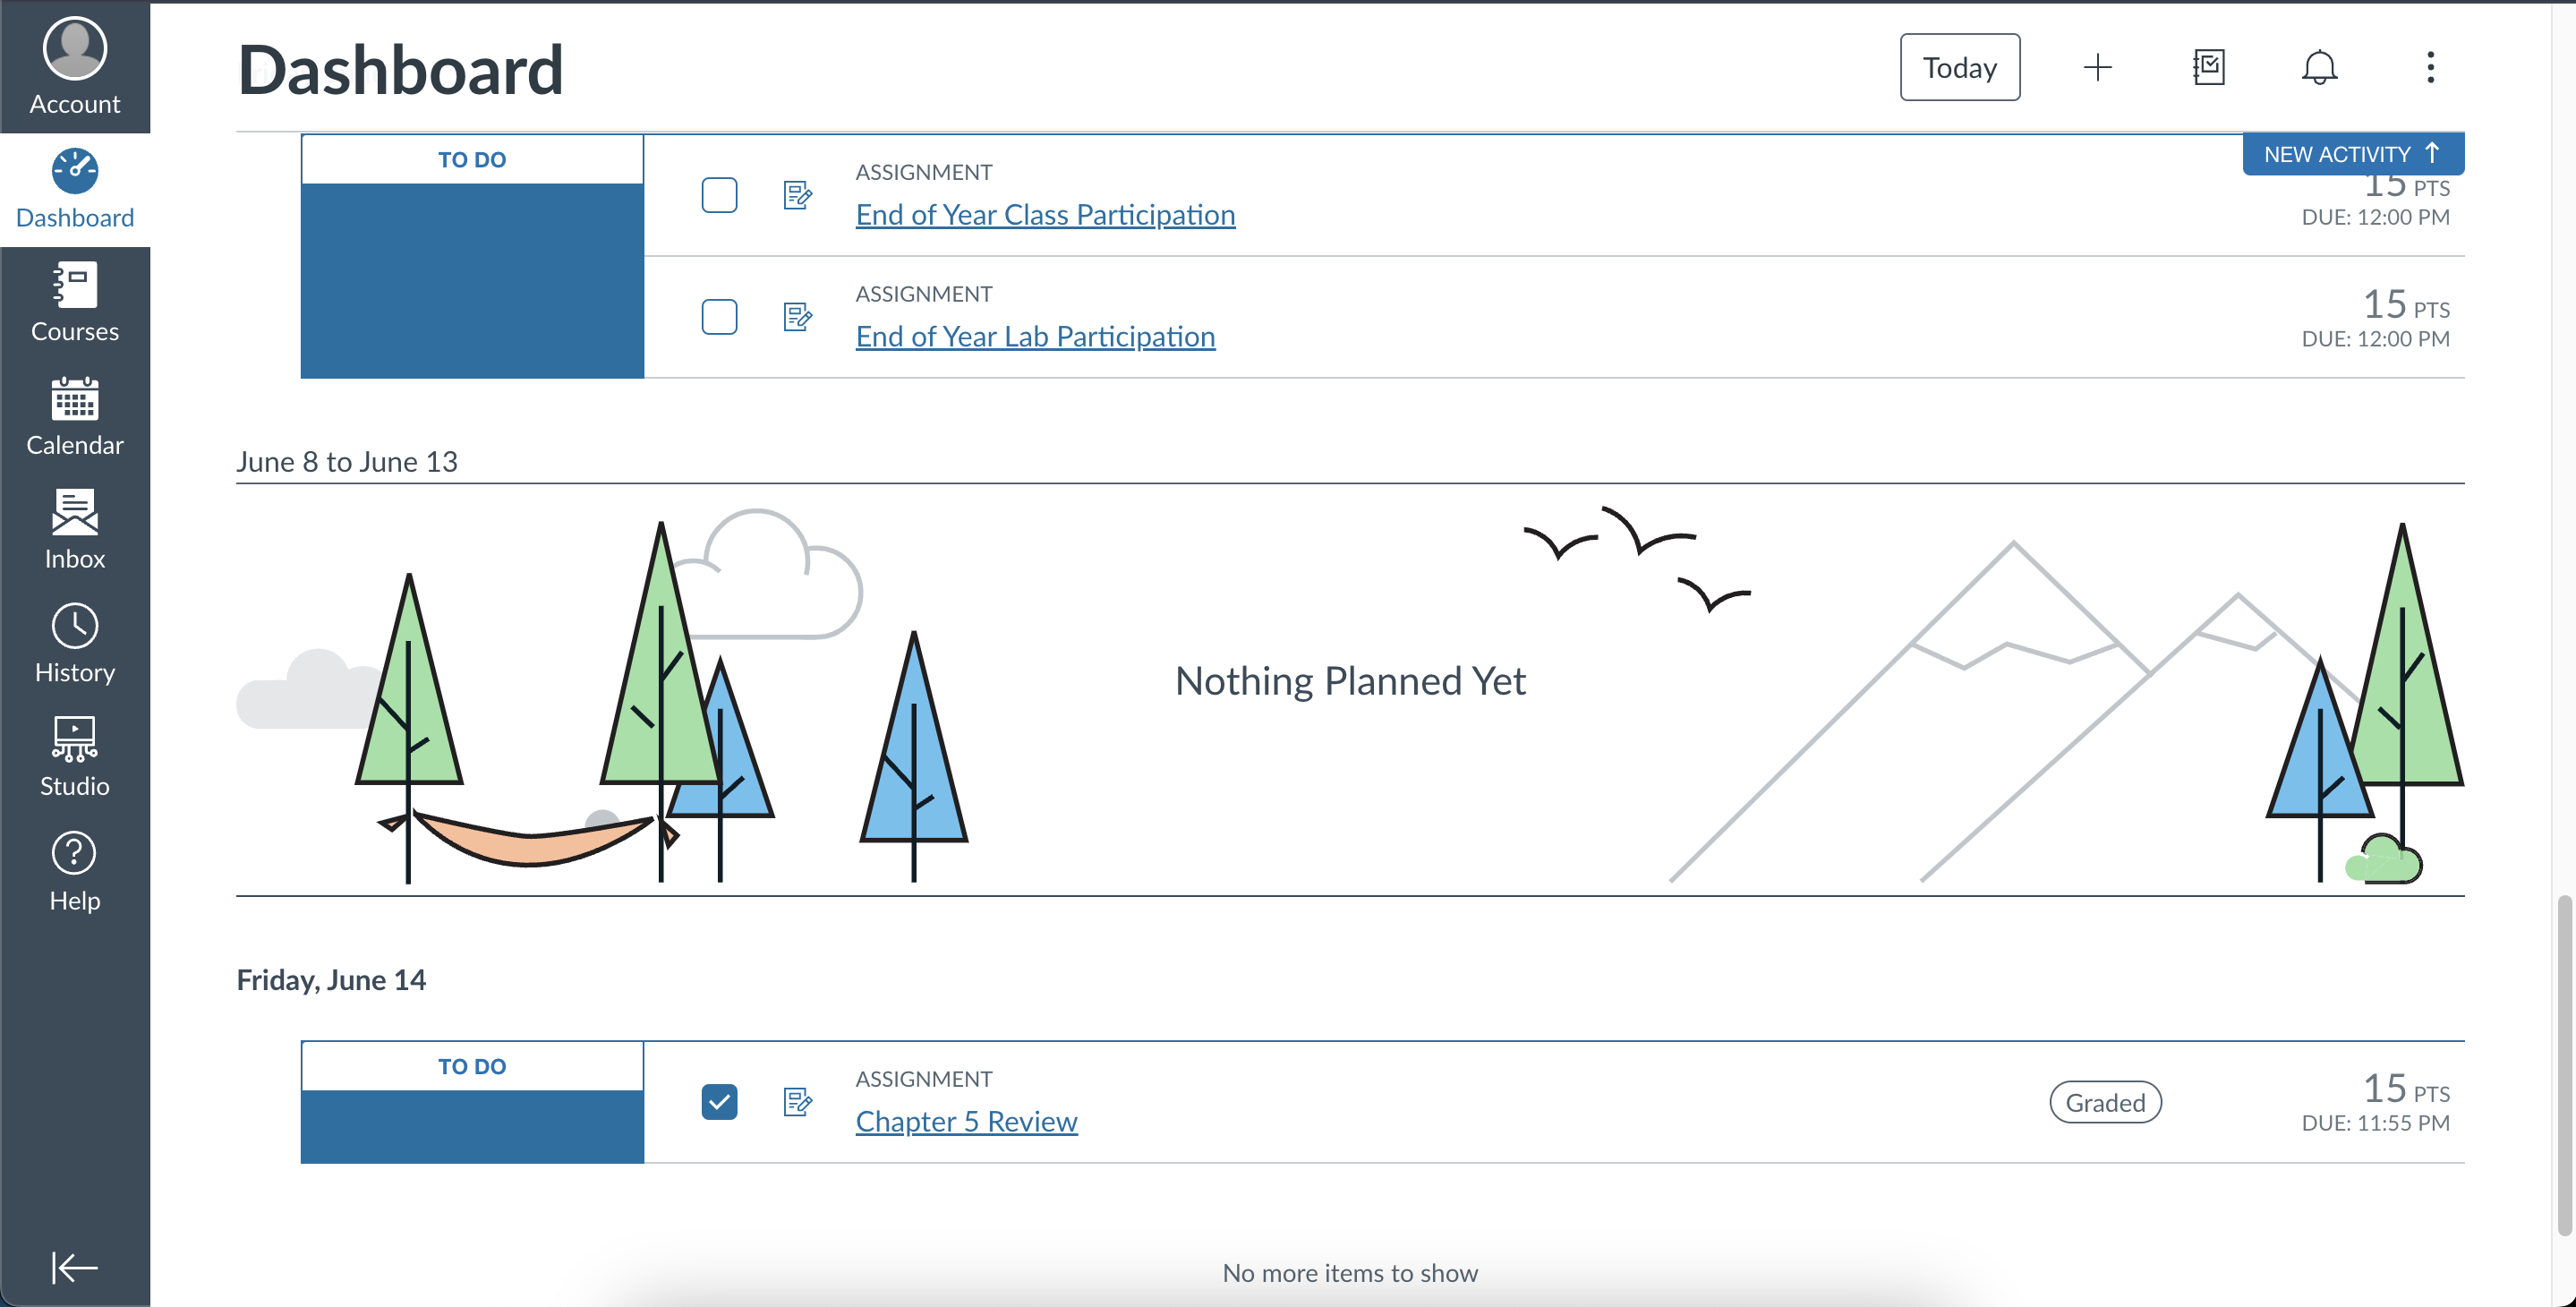 Account
Dashboard
Courses
Calendar
Inbox
History
Studio
Help
Dashboard
Today
NEW ACTIVITY
TO DO
ASSIGNMENT
End of Year Class Participation
15 PTS
DUE: 12:00 PM
ASSIGNMENT
End of Year Lab Participation
15 PTS
DUE: 12:00 PM
June 8 to June 13
Nothing Planned Yet
Friday, June 14
TO DO
ASSIGNMENT
Chapter 5 Review
Graded
15 PTS
DUE: 11:55 PM
No more items to show